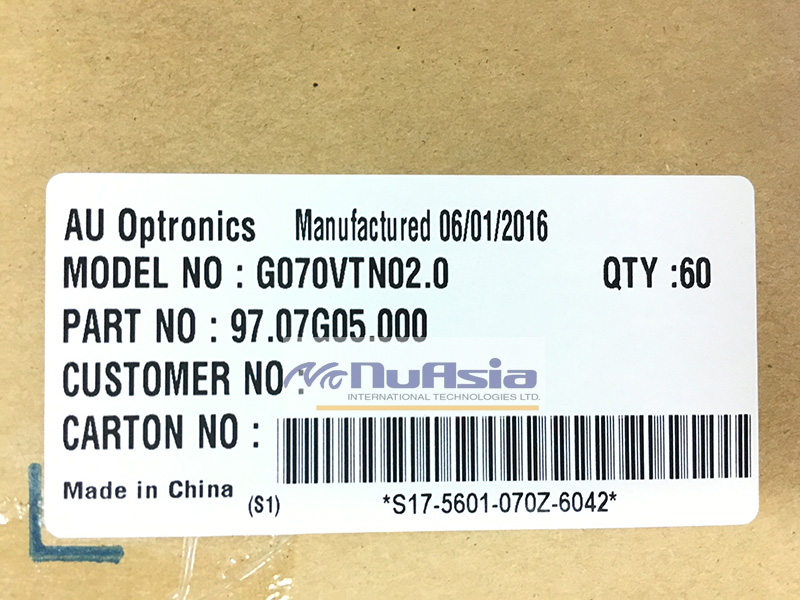 AU Optronics Manufactured 06/01/2016
MODEL NO : G070VTN02.0 QTY :60
PART NO : 97.07G05.000
CUSTOMER NO :
NuAsia
INTERNATIONAL TECHNOLOGIES LTD.
CARTON NO :
Made in China (S1) *S17-5601-070Z-6042*